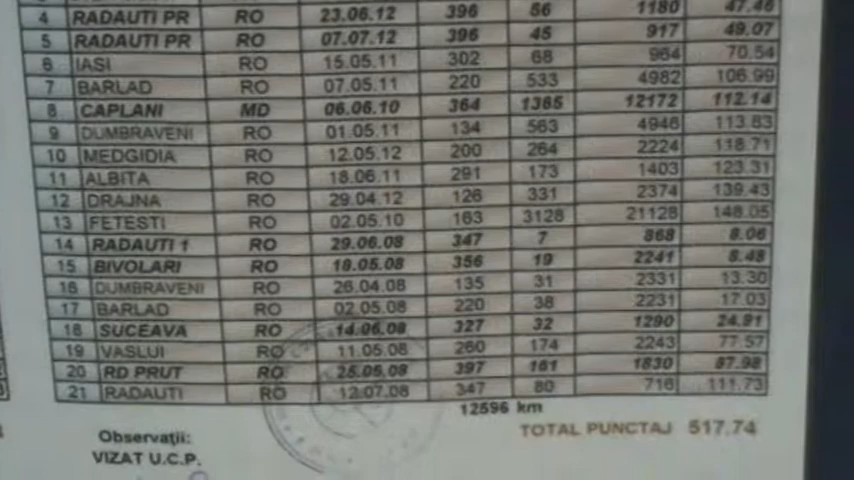 4 RADAUTI PR RO 23.06.12 396 56 1180 47.46
5 RADAUTI PR RO 07.07.12 396 45 917 49.07
6 IASI RO 15.05.11 302 68 964 70.54
7 BARLAD RO 07.05.11 220 533 4982 106.99
8 CAPLANI MD 06.06.10 364 1365 12172 112.14
9 DUMBRAVENI RO 01.05.11 134 563 4946 113.83
10 MEDGIDIA RO 12.05.12 200 264 2224 118.71
11 ALBITA RO 18.06.11 291 173 1403 123.31
12 DRAJNA RO 29.04.12 126 331 2374 139.43
13 FETESTI RO 02.05.10 163 3128 21128 148.05
14 RADAUTI 1 RO 29.06.08 347 7 868 8.06
15 BIVOLARI RO 18.05.08 356 19 2241 8.48
16 DUMBRAVENI RO 26.04.08 135 31 2331 13.30
17 BARLAD RO 02.05.08 220 38 2231 17.03
18 SUCEAVA RO 14.06.08 327 32 1290 24.81
19 VASLUI RO 11.05.08 260 174 2243 77.57
20 RD PRUT RO 25.05.08 397 161 1830 87.98
21 RADAUTI RO 12.07.08 347 80 716 111.73
12596 km
TOTAL PUNCTAJ 517.74
Observaţii:
VIZAT U.C.P.